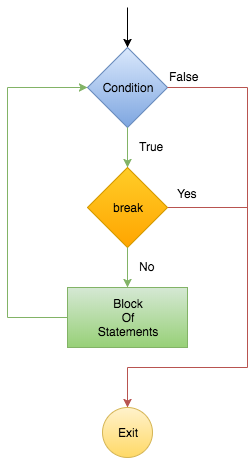 Condition
False
True
break
Yes
No
Block
Of
Statements
Exit